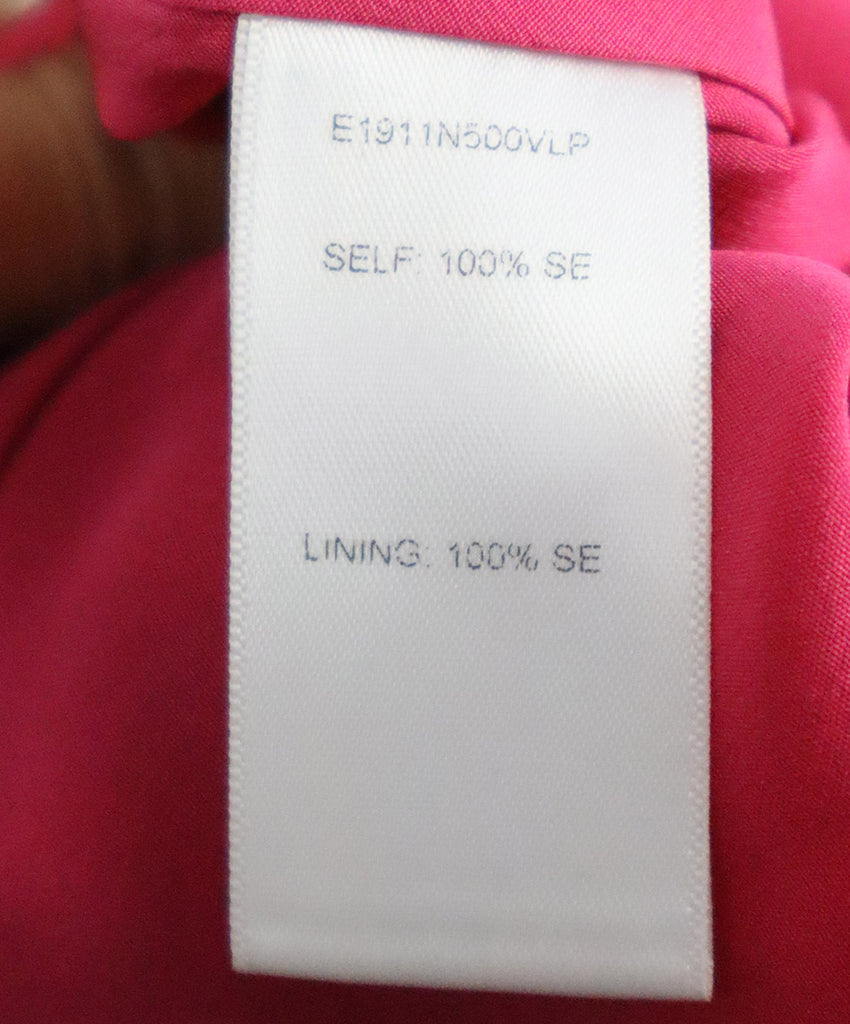 E1911N500VLP
SELF: 100% SE
LINING: 100% SE